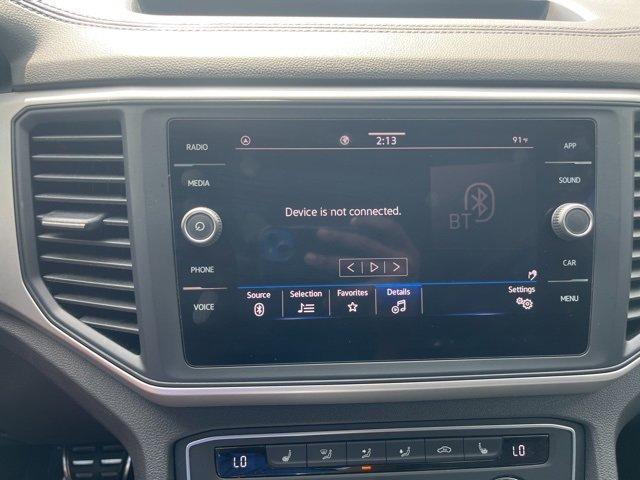 RADIO
MEDIA
PHONE
VOICE
2:13
91°F
Device is not connected.
BT
Source
Selection
Favorites
Details
Settings
APP
SOUND
CAR
MENU
LO
LO